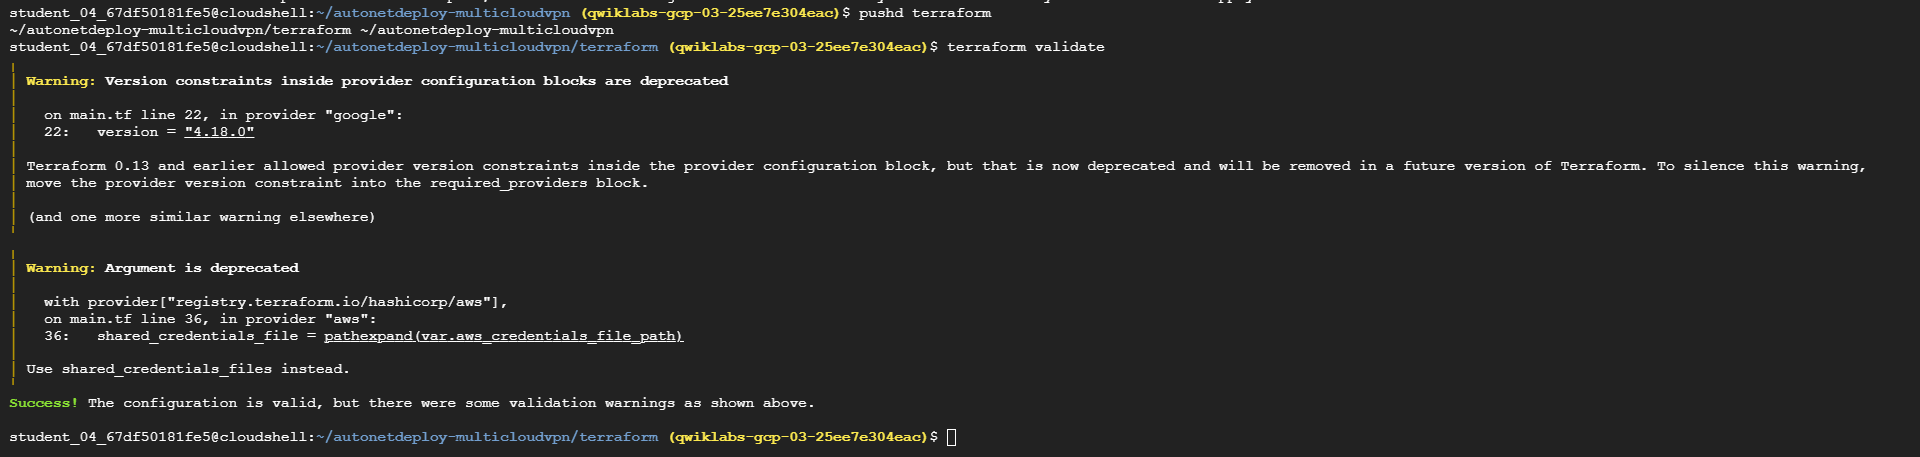 student_04_67df50181fe5@cloudshell:~/autonetdeploy-multicloudvpn (qwiklabs-gcp-03-25ee7e304eac)$ pushd terraform
~/autonetdeploy-multicloudvpn/terraform ~/autonetdeploy-multicloudvpn
student_04_67df50181fe5@cloudshell:~/autonetdeploy-multicloudvpn/terraform (qwiklabs-gcp-03-25ee7e304eac)$ terraform validate
Warning: Version constraints inside provider configuration blocks are deprecated
on main.tf line 22, in provider "google":
22:   version = "4.18.0"
Terraform 0.13 and earlier allowed provider version constraints inside the provider configuration block, but that is now deprecated and will be removed in a future version of Terraform. To silence this warning,
move the provider version constraint into the required_providers block.
(and one more similar warning elsewhere)
Warning: Argument is deprecated
with provider["registry.terraform.io/hashicorp/aws"],
on main.tf line 36, in provider "aws":
36:   shared_credentials_file = pathexpand(var.aws_credentials_file_path)
Use shared_credentials_files instead.
Success! The configuration is valid, but there were some validation warnings as shown above.
student_04_67df50181fe5@cloudshell:~/autonetdeploy-multicloudvpn/terraform (qwiklabs-gcp-03-25ee7e304eac)$